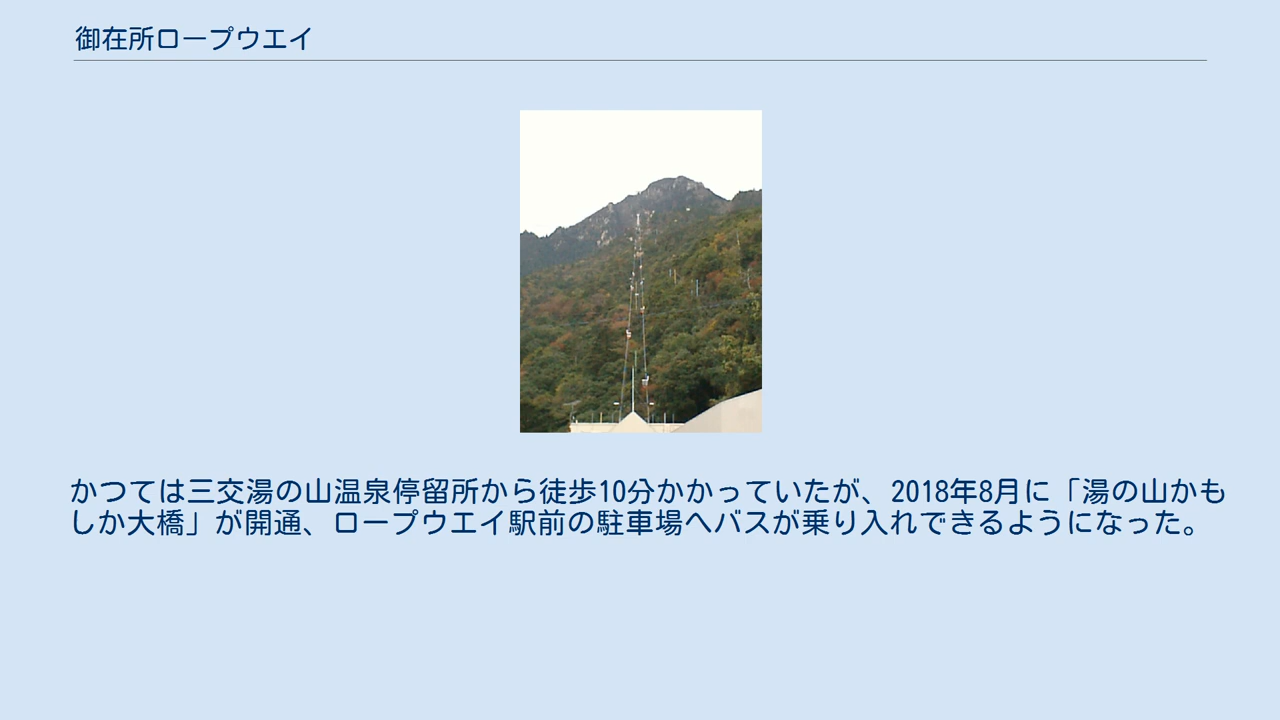 御在所ロープウエイ
かつては三交湯の山温泉停留所から徒歩10分かかっていたが、2018年8月に「湯の山かも
しか大橋」が開通、ロープウエイ駅前の駐車場へバスが乗り入れできるようになった。